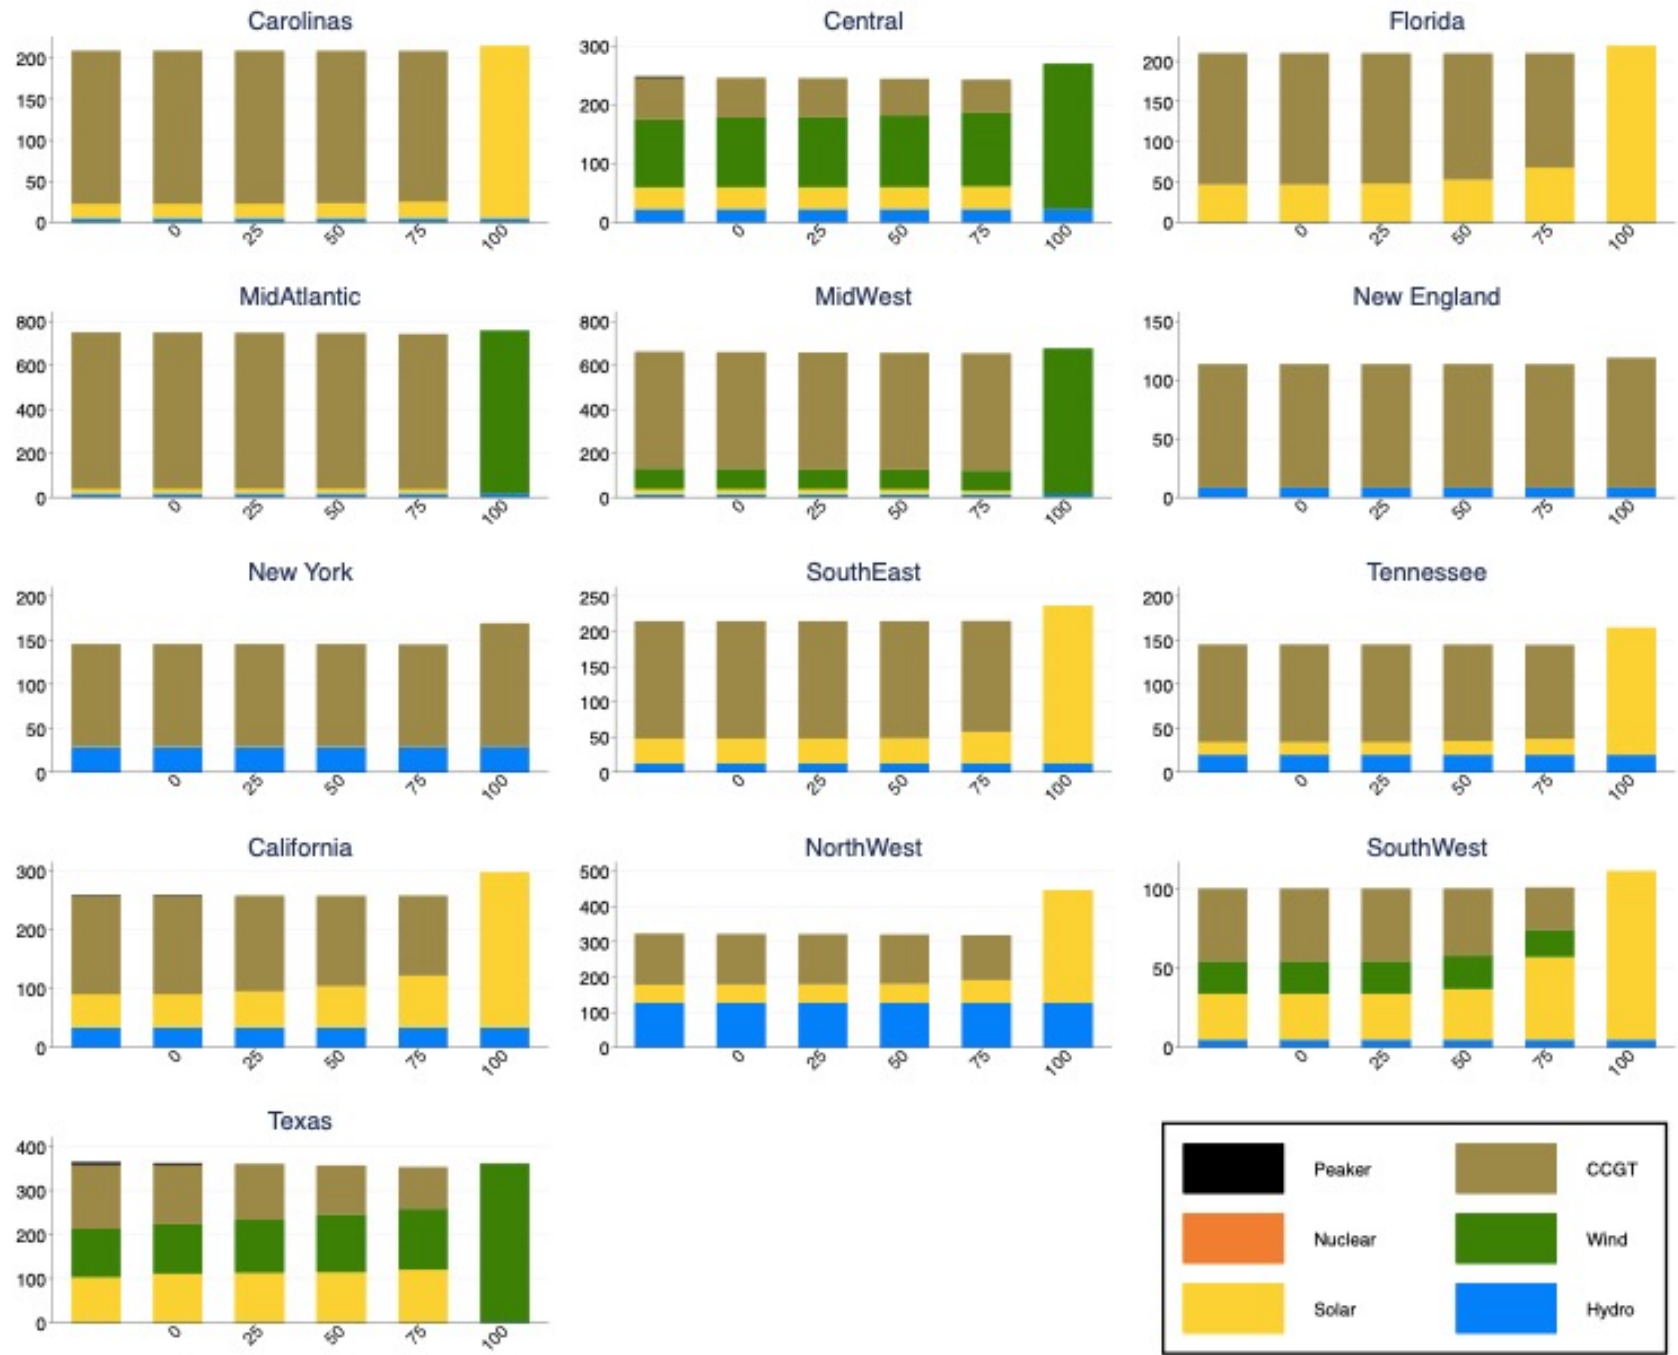 Carolinas
200
150
100
50
0
0 25 50 75 100
Central
300
200
100
0
0 25 50 75 100
Florida
200
150
100
50
0
0 25 50 75 100
MidAtlantic
800
600
400
200
0
0 25 50 75 100
MidWest
800
600
400
200
0
0 25 50 75 100
New England
150
100
50
0
0 25 50 75 100
New York
200
150
100
50
0
0 25 50 75 100
SouthEast
250
200
150
100
50
0
0 25 50 75 100
Tennessee
200
150
100
50
0
0 25 50 75 100
California
300
200
100
0
0 25 50 75 100
NorthWest
500
400
300
200
100
0
0 25 50 75 100
SouthWest
100
50
0
0 25 50 75 100
Texas
400
300
200
100
0
0 25 50 75 100
Peaker CCGT
Nuclear Wind
Solar Hydro